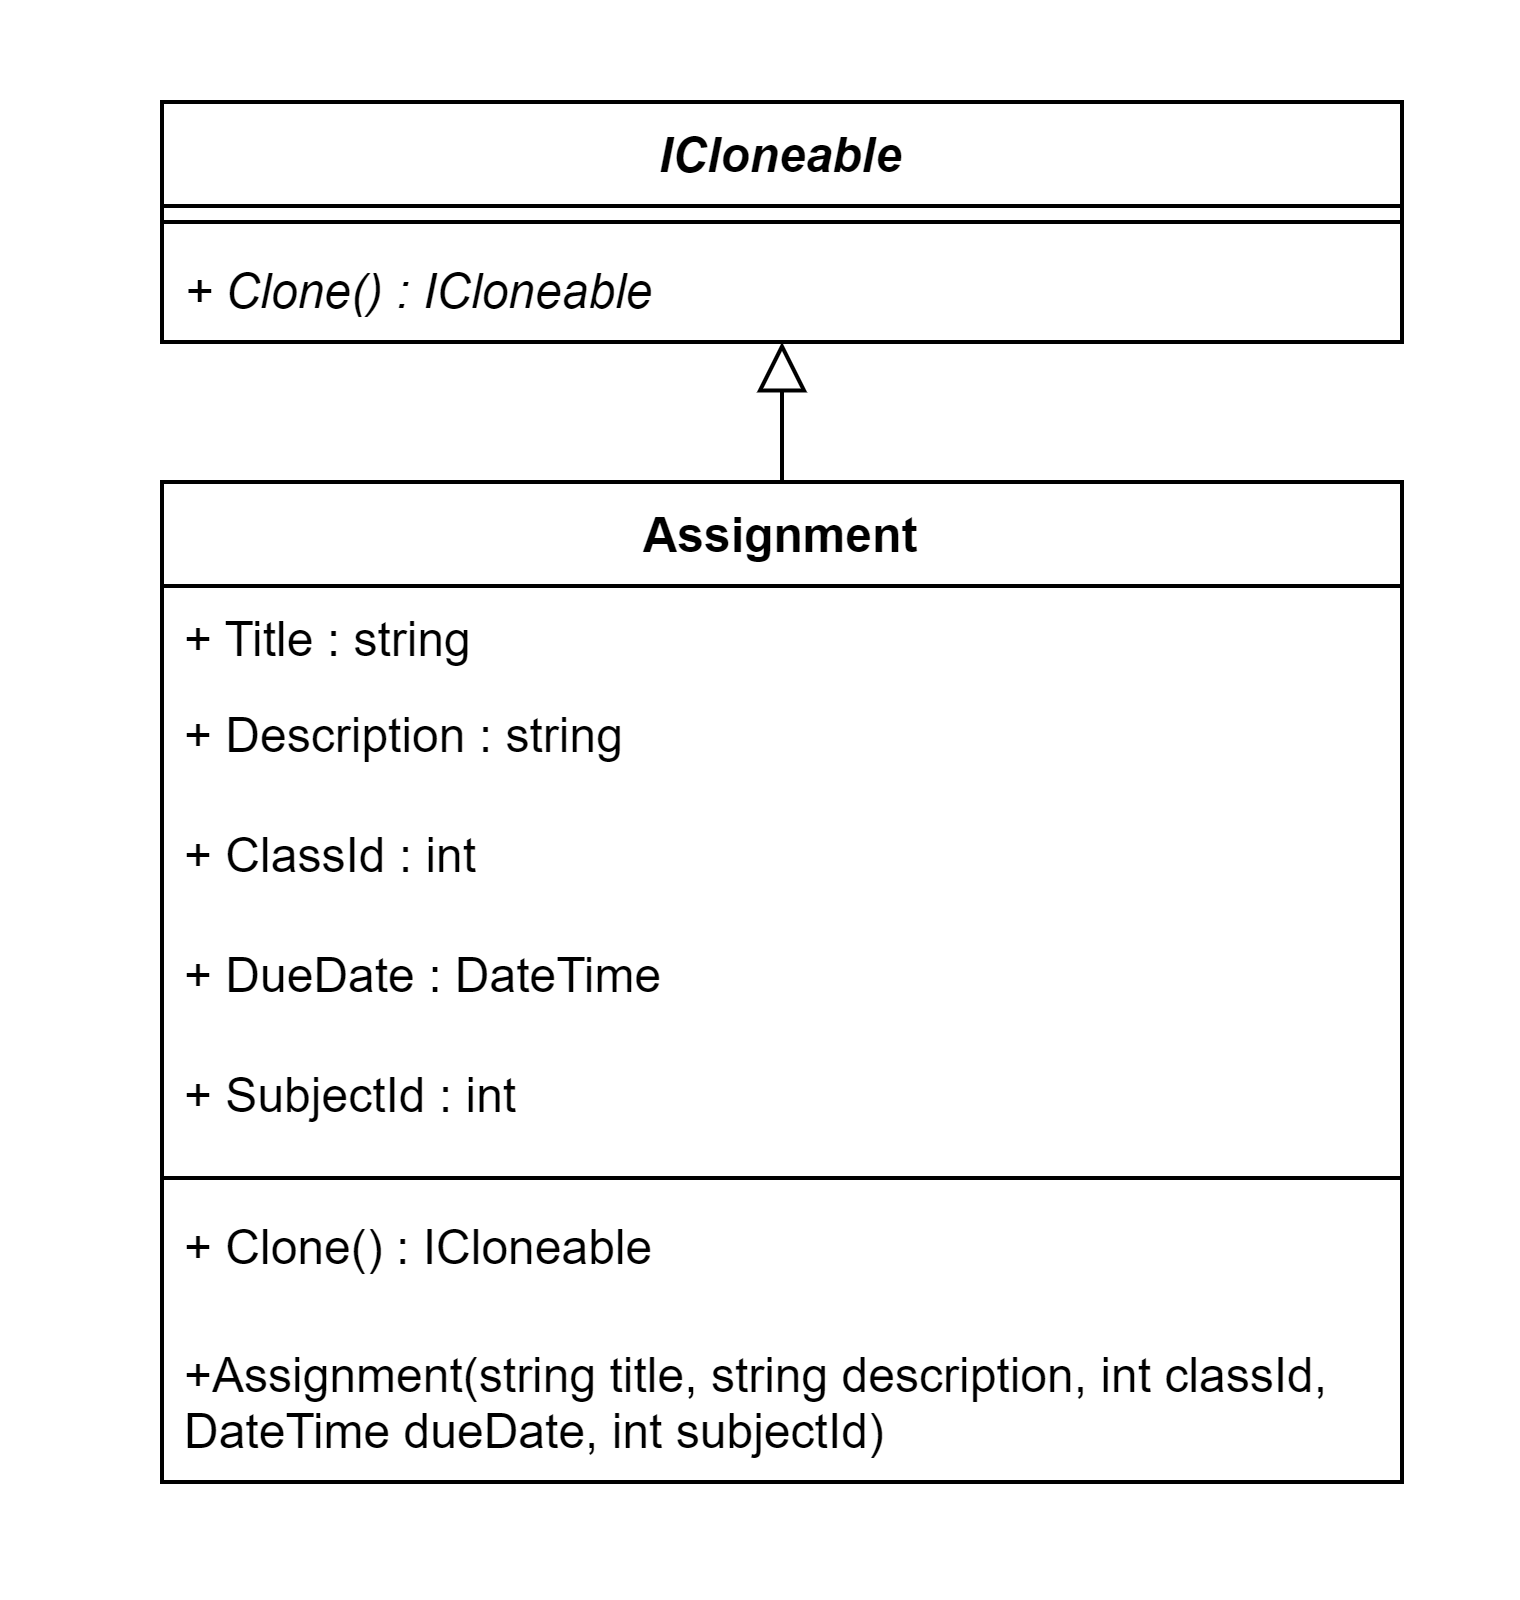 ICloneable
+ Clone() : ICloneable
Assignment
+ Title : string
+ Description : string
+ ClassId : int
+ DueDate : DateTime
+ SubjectId : int
+ Clone() : ICloneable
+Assignment(string title, string description, int classId,
DateTime dueDate, int subjectId)